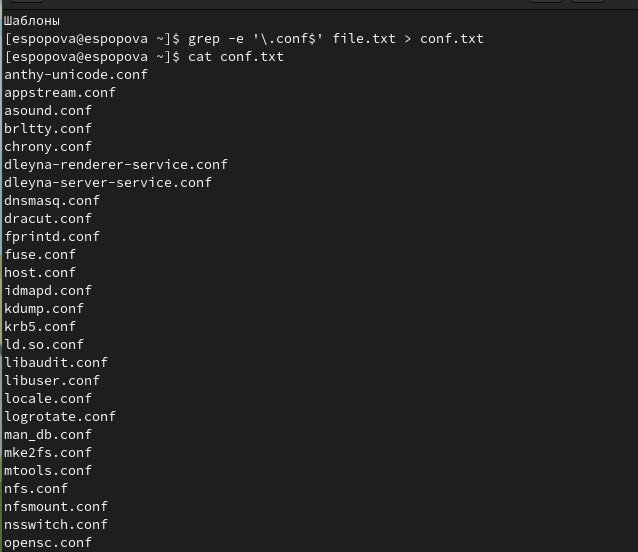 Шаблоны
[espopova@espopova ~]$ grep -e '\.conf$' file.txt > conf.txt
[espopova@espopova ~]$ cat conf.txt
anthy-unicode.conf
appstream.conf
asound.conf
brltty.conf
chrony.conf
dleyna-renderer-service.conf
dleyna-server-service.conf
dnsmasq.conf
dracut.conf
fprintd.conf
fuse.conf
host.conf
idmapd.conf
kdump.conf
krb5.conf
ld.so.conf
libaudit.conf
libuser.conf
locale.conf
logrotate.conf
man_db.conf
mke2fs.conf
mtools.conf
nfs.conf
nfsmount.conf
nsswitch.conf
opensc.conf